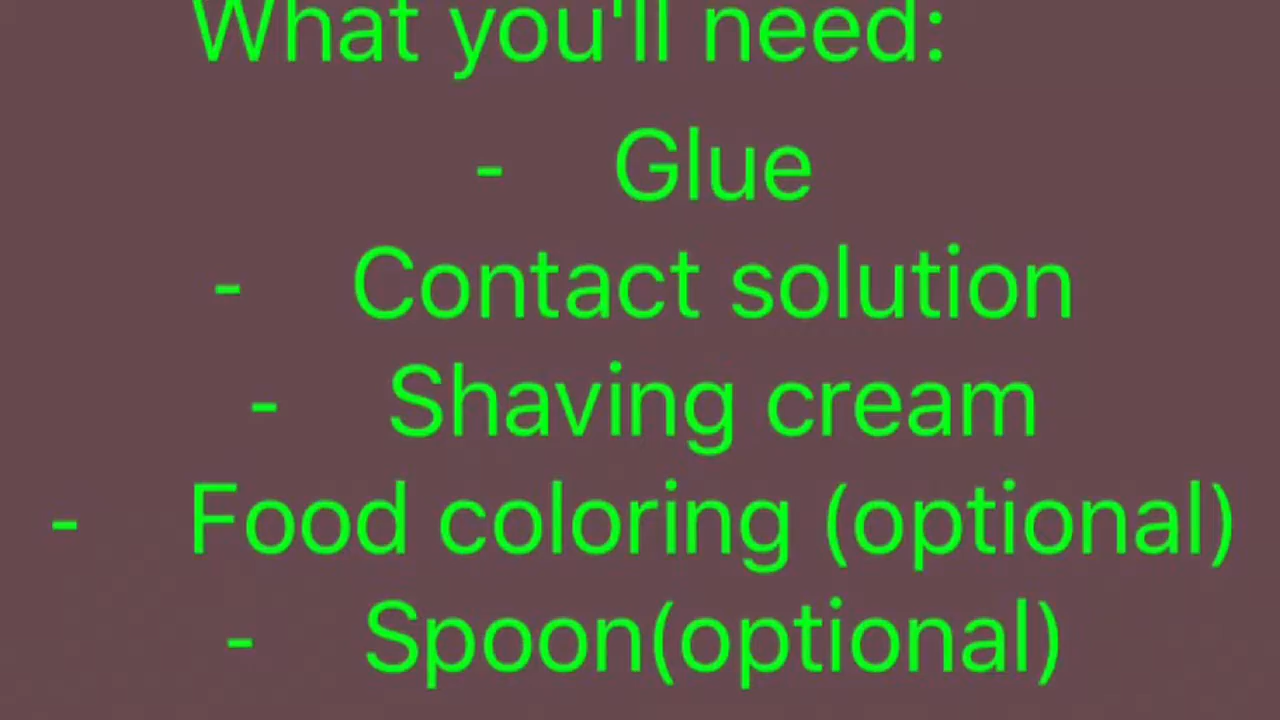 What you'll need:
- Glue
- Contact solution
- Shaving cream
- Food coloring (optional)
- Spoon(optional)